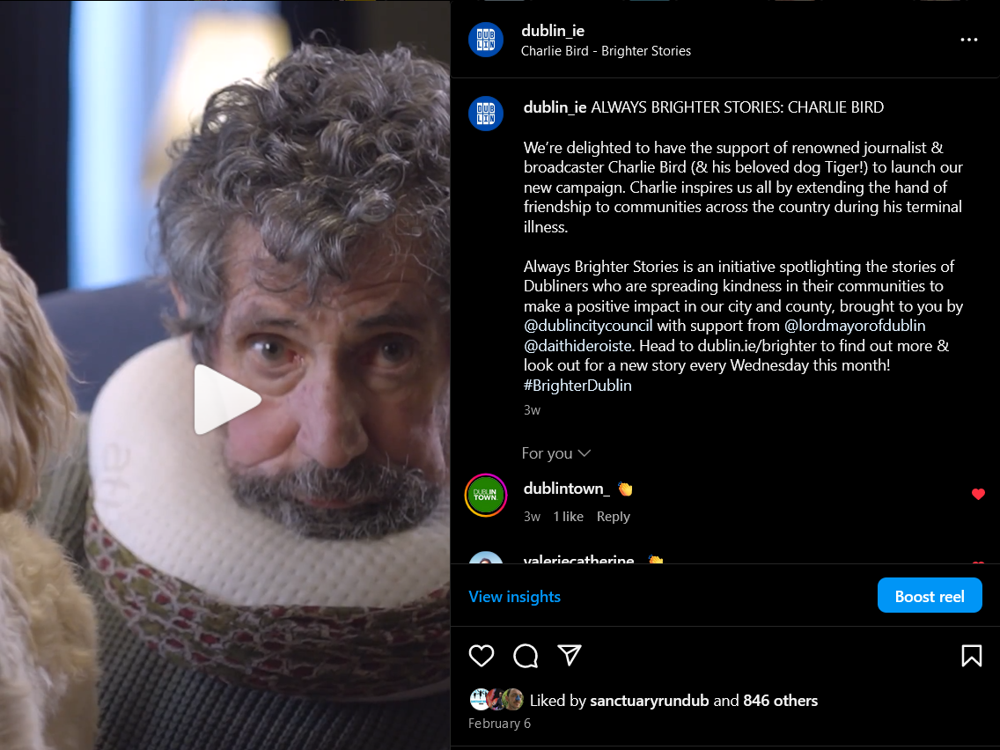 DUB
LIN
dublin_ie
Charlie Bird - Brighter Stories
DUB
LIN
dublin_ie ALWAYS BRIGHTER STORIES: CHARLIE BIRD
We’re delighted to have the support of renowned journalist &
broadcaster Charlie Bird (& his beloved dog Tiger!) to launch our
new campaign. Charlie inspires us all by extending the hand of
friendship to communities across the country during his terminal
illness.
Always Brighter Stories is an initiative spotlighting the stories of
Dubliners who are spreading kindness in their communities to
make a positive impact in our city and county, brought to you by
@dublincitycouncil with support from @lordmayorofdublin
@daithideroiste. Head to dublin.ie/brighter to find out more &
look out for a new story every Wednesday this month!
#BrighterDublin
3w
For you
DUBLIN
TOWN
dublintown_ 👏
3w 1 like Reply
valeriecatherine_ 👏
View insights
Boost reel
Liked by sanctuaryrundub and 846 others
February 6